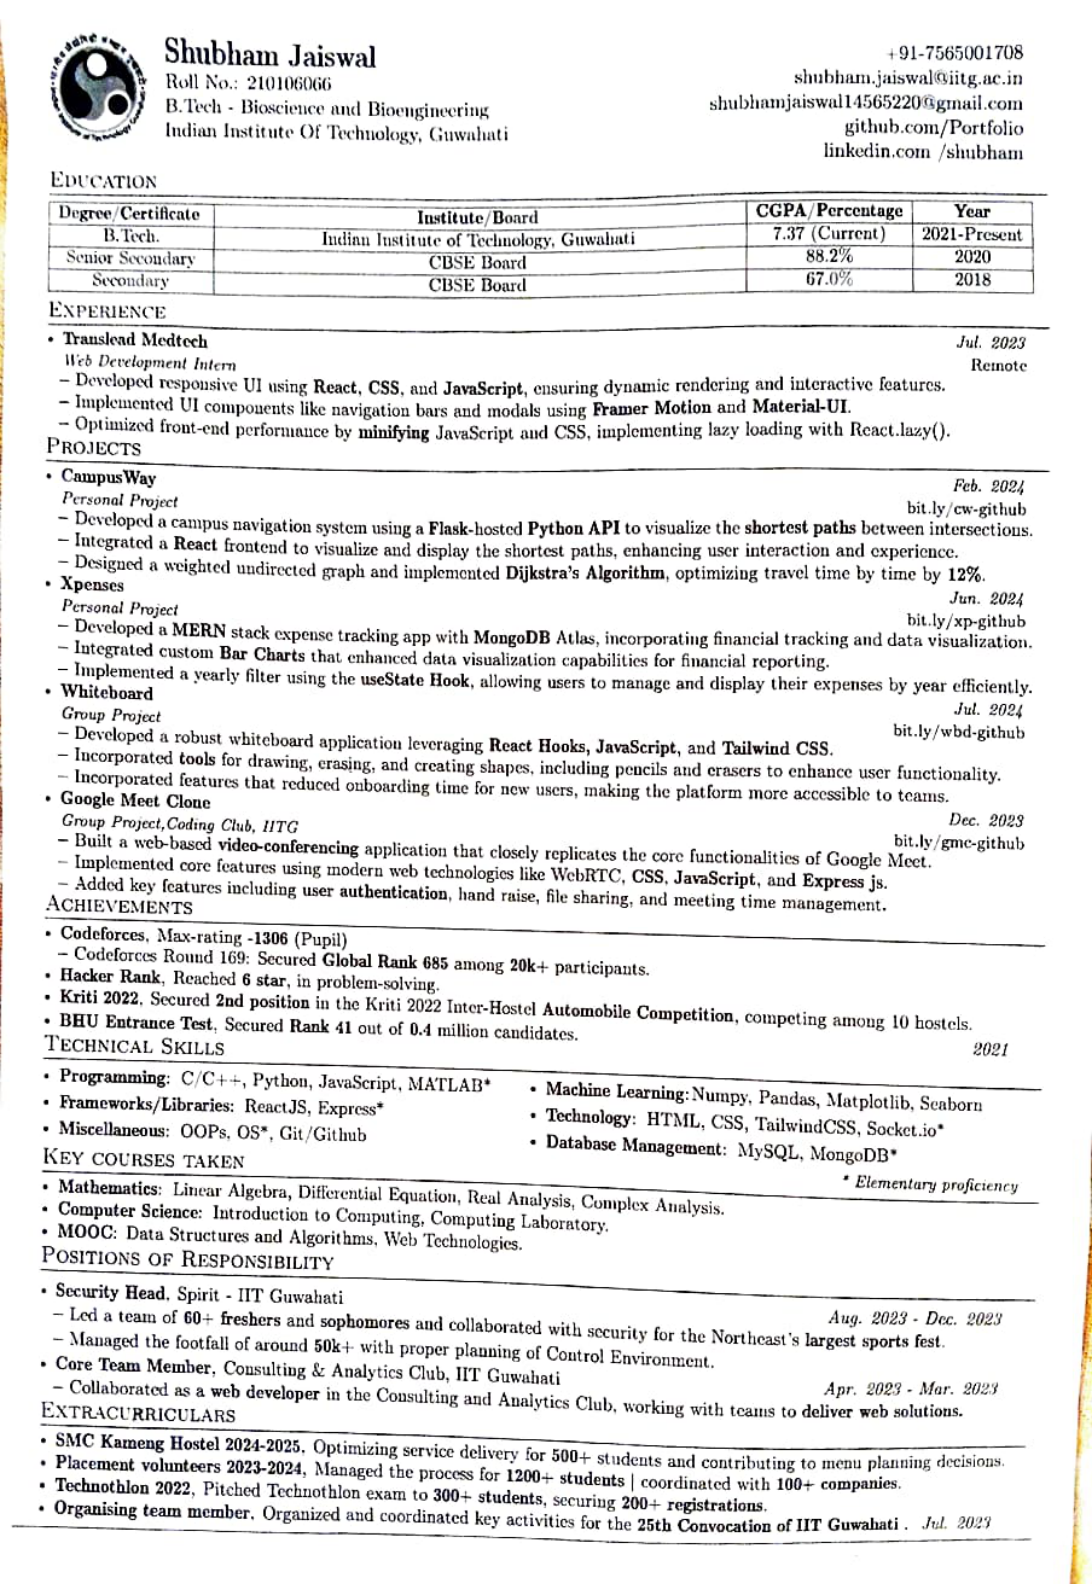 Shubham Jaiswal
Roll No.: 210106066
B.Tech - Bioscience and Bioengineering
Indian Institute Of Technology, Guwahati
+91-7565001708
shubham.jaiswal@iitg.ac.in
shubhamjaiswal14565220@gmail.com
github.com/Portfolio
linkedin.com /shubham
EDUCATION
Degree/Certificate Institute/Board CGPA/Percentage Year
B.Tech. Indian Institute of Technology, Guwahati 7.37 (Current) 2021-Present
Senior Secondary CBSE Board 88.2% 2020
Secondary CBSE Board 67.0% 2018
EXPERIENCE
• Translead Medtech Jul. 2023
Web Development Intern Remote
– Developed responsive UI using React, CSS, and JavaScript, ensuring dynamic rendering and interactive features.
– Implemented UI components like navigation bars and modals using Framer Motion and Material-UI.
– Optimized front-end performance by minifying JavaScript and CSS, implementing lazy loading with React.lazy().
PROJECTS
• CampusWay Feb. 2024
Personal Project bit.ly/cw-github
– Developed a campus navigation system using a Flask-hosted Python API to visualize the shortest paths between intersections.
– Integrated a React frontend to visualize and display the shortest paths, enhancing user interaction and experience.
– Designed a weighted undirected graph and implemented Dijkstra's Algorithm, optimizing travel time by time by 12%.
• Xpenses Jun. 2024
Personal Project bit.ly/xp-github
– Developed a MERN stack expense tracking app with MongoDB Atlas, incorporating financial tracking and data visualization.
– Integrated custom Bar Charts that enhanced data visualization capabilities for financial reporting.
– Implemented a yearly filter using the useState Hook, allowing users to manage and display their expenses by year efficiently.
• Whiteboard Jul. 2024
Group Project bit.ly/wbd-github
– Developed a robust whiteboard application leveraging React Hooks, JavaScript, and Tailwind CSS.
– Incorporated tools for drawing, erasing, and creating shapes, including pencils and erasers to enhance user functionality.
– Incorporated features that reduced onboarding time for new users, making the platform more accessible to teams.
• Google Meet Clone Dec. 2023
Group Project,Coding Club, IITG bit.ly/gmc-github
– Built a web-based video-conferencing application that closely replicates the core functionalities of Google Meet.
– Implemented core features using modern web technologies like WebRTC, CSS, JavaScript, and Express js.
– Added key features including user authentication, hand raise, file sharing, and meeting time management.
ACHIEVEMENTS
• Codeforces, Max-rating -1306 (Pupil)
– Codeforces Round 169: Secured Global Rank 685 among 20k+ participants.
• Hacker Rank, Reached 6 star, in problem-solving.
• Kriti 2022, Secured 2nd position in the Kriti 2022 Inter-Hostel Automobile Competition, competing among 10 hostels.
• BHU Entrance Test, Secured Rank 41 out of 0.4 million candidates. 2021
TECHNICAL SKILLS
• Programming: C/C++, Python, JavaScript, MATLAB*
• Frameworks/Libraries: ReactJS, Express*
• Miscellaneous: OOPs, OS*, Git/Github
• Machine Learning: Numpy, Pandas, Matplotlib, Seaborn
• Technology: HTML, CSS, TailwindCSS, Socket.io*
• Database Management: MySQL, MongoDB*
* Elementary proficiency
KEY COURSES TAKEN
• Mathematics: Linear Algebra, Differential Equation, Real Analysis, Complex Analysis.
• Computer Science: Introduction to Computing, Computing Laboratory.
• MOOC: Data Structures and Algorithms, Web Technologies.
POSITIONS OF RESPONSIBILITY
• Security Head, Spirit - IIT Guwahati Aug. 2023 - Dec. 2023
– Led a team of 60+ freshers and sophomores and collaborated with security for the Northeast's largest sports fest.
– Managed the footfall of around 50k+ with proper planning of Control Environment.
• Core Team Member, Consulting & Analytics Club, IIT Guwahati Apr. 2023 - Mar. 2023
– Collaborated as a web developer in the Consulting and Analytics Club, working with teams to deliver web solutions.
EXTRACURRICULARS
• SMC Kameng Hostel 2024-2025, Optimizing service delivery for 500+ students and contributing to menu planning decisions.
• Placement volunteers 2023-2024, Managed the process for 1200+ students | coordinated with 100+ companies.
• Technothlon 2022, Pitched Technothlon exam to 300+ students, securing 200+ registrations.
• Organising team member, Organized and coordinated key activities for the 25th Convocation of IIT Guwahati . Jul. 2023